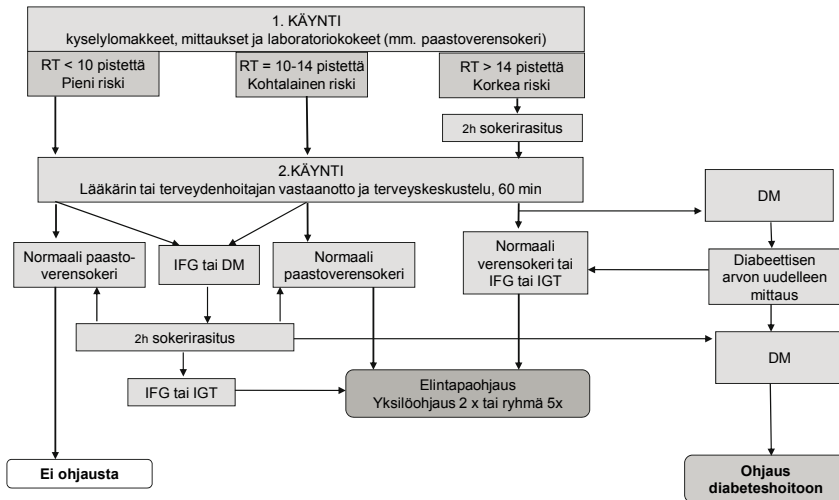 1. KÄYNTI
kyselylomakkeet, mittaukset ja laboratoriokokeet (mm. paastoverensokeri)
RT < 10 pistettä
Pieni riski
RT = 10-14 pistettä
Kohtalainen riski
RT > 14 pistettä
Korkea riski
2h sokerirasitus
2.KÄYNTI
Lääkärin tai terveydenhoitajan vastaanotto ja terveyskeskustelu, 60 min
DM
Normaali paasto-
verensokeri
IFG tai DM
Normaali
paastoverensokeri
Normaali
verensokeri tai
IFG tai IGT
Diabeettisen
arvon uudelleen
mittaus
2h sokerirasitus
DM
IFG tai IGT
Elintapaohjaus
Yksilöohjaus 2 x tai ryhmä 5x
Ei ohjausta
Ohjaus
diabeteshoitoon